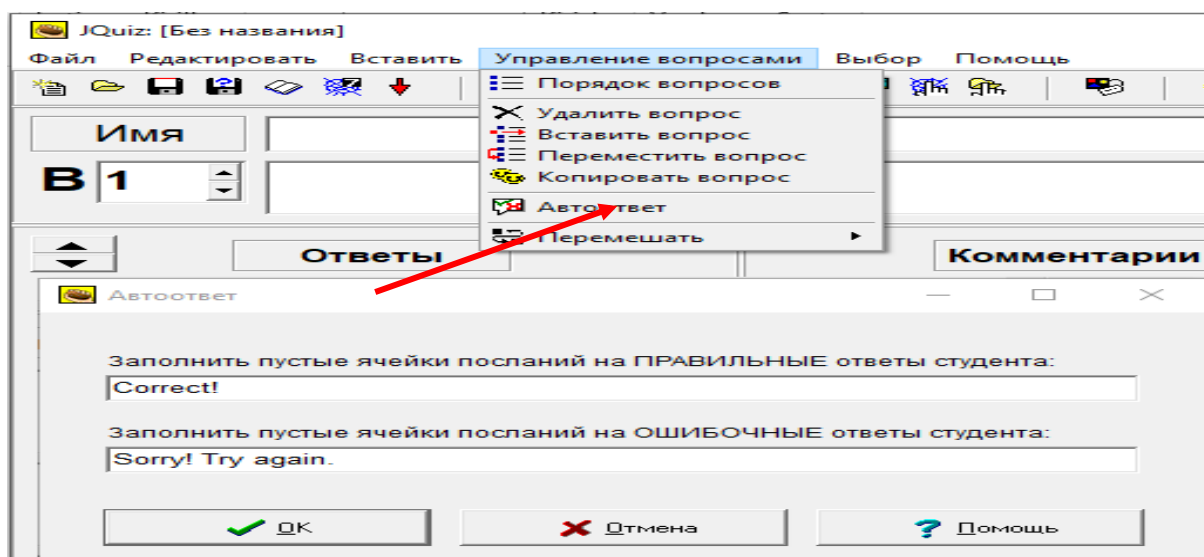 JQuiz: [Без названия]
Файл Редактировать Вставить Управление вопросами Выбор Помощь
Порядок вопросов
Удалить вопрос
Вставить вопрос
Переместить вопрос
Копировать вопрос
Автоответ
Перемешать
Имя
В 1
Ответы
Комментарии
Автоответ
Заполнить пустые ячейки посланий на ПРАВИЛЬНЫЕ ответы студента:
Correct!
Заполнить пустые ячейки посланий на ОШИБОЧНЫЕ ответы студента:
Sorry! Try again.
OK Отмена Помощь